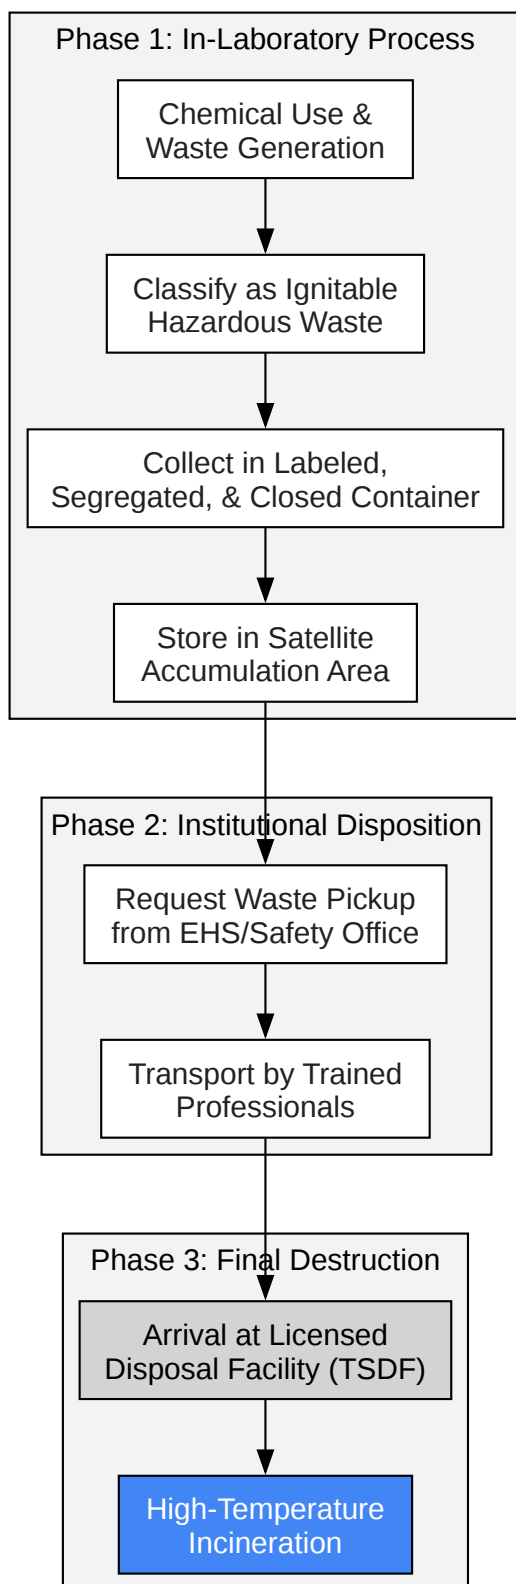 Phase 1: In-Laboratory Process
Chemical Use &
Waste Generation
Classify as Ignitable
Hazardous Waste
Collect in Labeled,
Segregated, & Closed Container
Store in Satellite
Accumulation Area
Phase 2: Institutional Disposition
Request Waste Pickup
from EHS/Safety Office
Transport by Trained
Professionals
Phase 3: Final Destruction
Arrival at Licensed
Disposal Facility (TSDF)
High-Temperature
Incineration